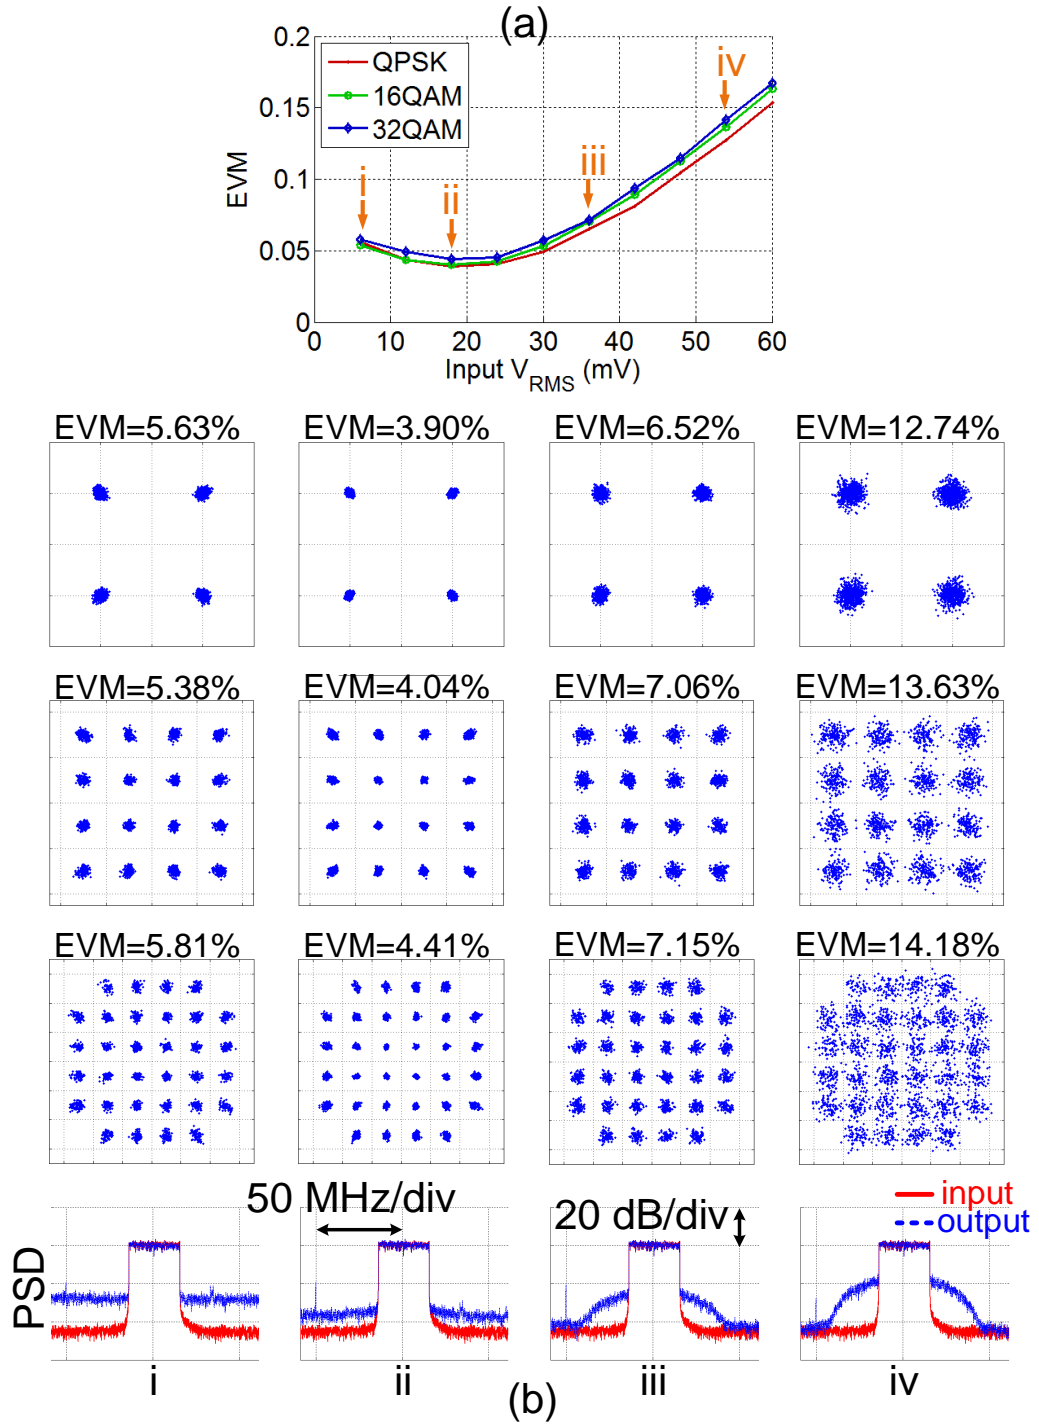 (a)
0.2
0.15
0.1
0.05
0
EVM
QPSK
16QAM
32QAM
i
ii
iii
iv
0 10 20 30 40 50 60
Input V_RMS (mV)
EVM=5.63% EVM=3.90% EVM=6.52% EVM=12.74%
EVM=5.38% EVM=4.04% EVM=7.06% EVM=13.63%
EVM=5.81% EVM=4.41% EVM=7.15% EVM=14.18%
50 MHz/div
20 dB/div
input
output
PSD
i ii iii iv
(b)